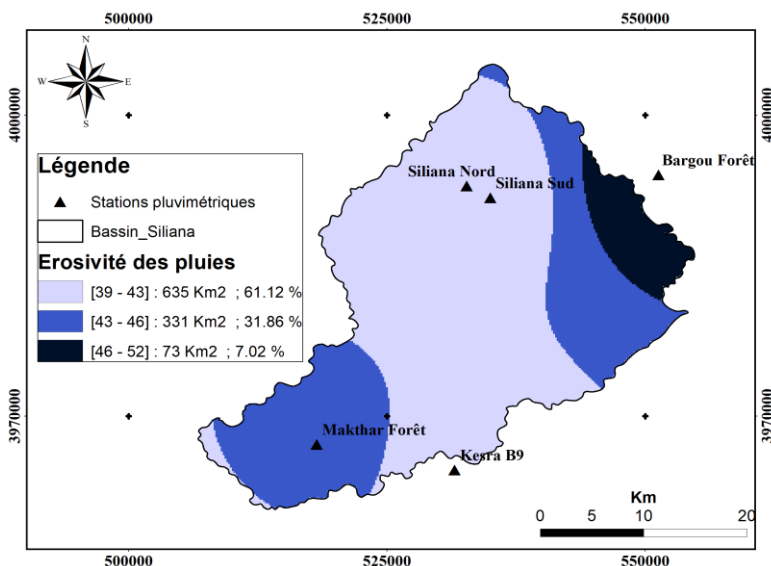 500000 525000 550000
N
W E
S
4000000 4000000
Bargou Forêt
Siliana Nord
Siliana Sud
Légende
Stations pluvimétriques
Bassin_Siliana
Erosivité des pluies
[39 - 43] : 635 Km2 ; 61.12 %
[43 - 46] : 331 Km2 ; 31.86 %
[46 - 52] : 73 Km2 ; 7.02 %
3970000 3970000
Makthar Forêt
Kesra B9
Km
0 5 10 20
500000 525000 550000